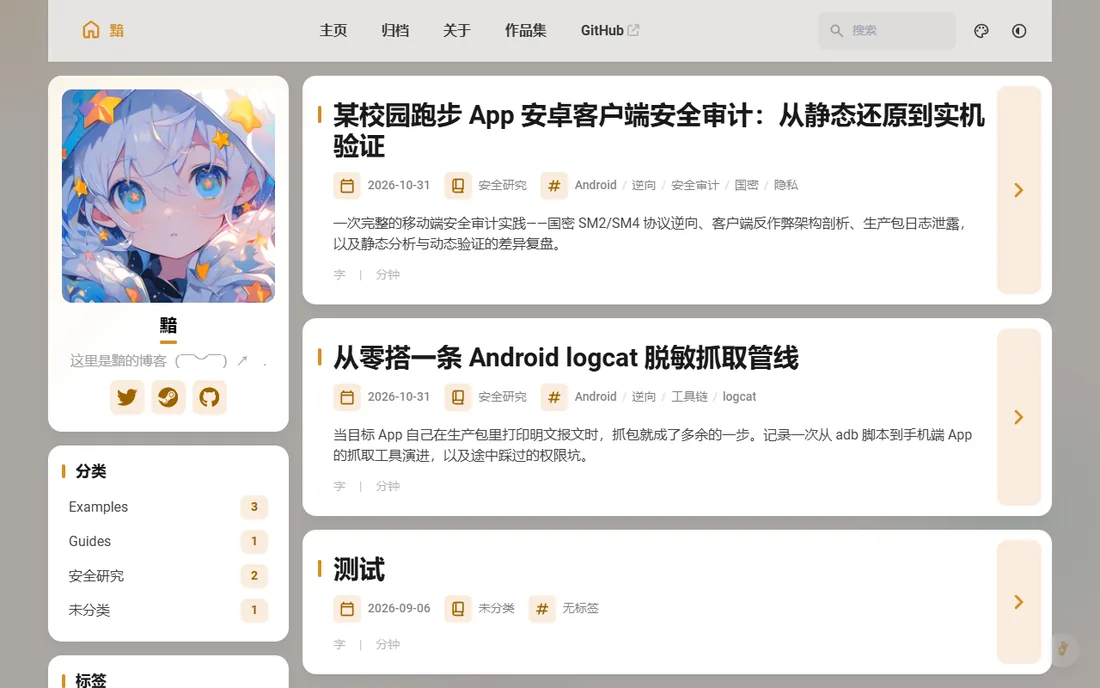 黯
主页
归档
关于
作品集
GitHub
搜索
黯
这里是黯的博客
分类
Examples 3
Guides 1
安全研究 2
未分类 1
标签
某校园跑步 App 安卓客户端安全审计：从静态还原到实机
验证
2026-10-31 安全研究 # Android / 逆向 / 安全审计 / 国密 / 隐私
一次完整的移动端安全审计实践——国密 SM2/SM4 协议逆向、客户端反作弊架构剖析、生产包日志泄露，
以及静态分析与动态验证的差异复盘。
字 | 分钟
从零搭一条 Android logcat 脱敏抓取管线
2026-10-31 安全研究 # Android / 逆向 / 工具链 / logcat
当目标 App 自己在生产包里打印明文报文时，抓包就成了多余的一步。记录一次从 adb 脚本到手机端 App
的抓取工具演进，以及途中踩过的权限坑。
字 | 分钟
测试
2026-09-06 未分类 # 无标签
字 | 分钟